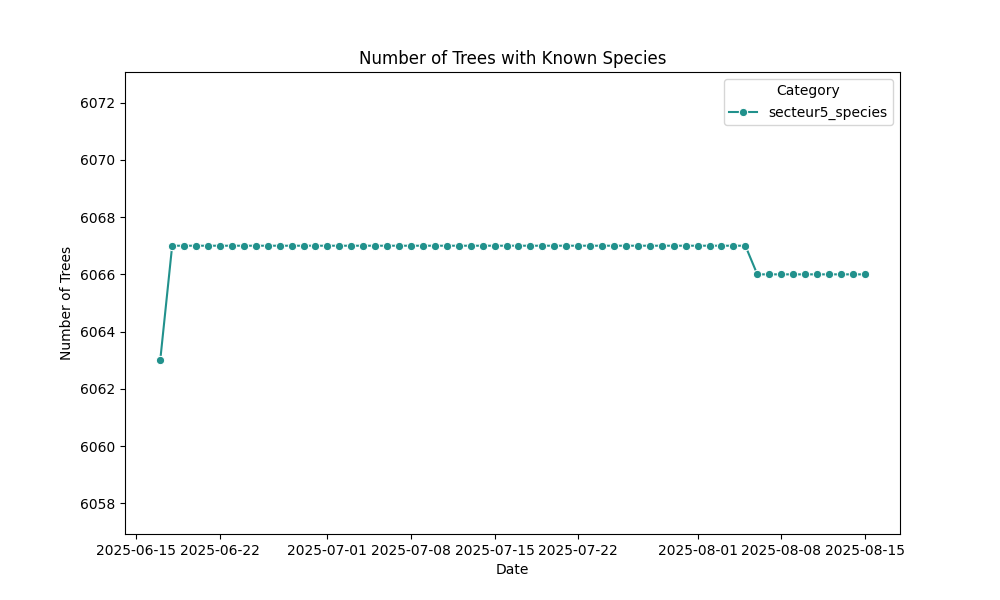 Number of Trees with Known Species
Category
secteur5_species
6072
6070
6068
6066
6064
6062
6060
6058
Number of Trees
2025-06-15 2025-06-22 2025-07-01 2025-07-08 2025-07-15 2025-07-22 2025-08-01 2025-08-08 2025-08-15
Date